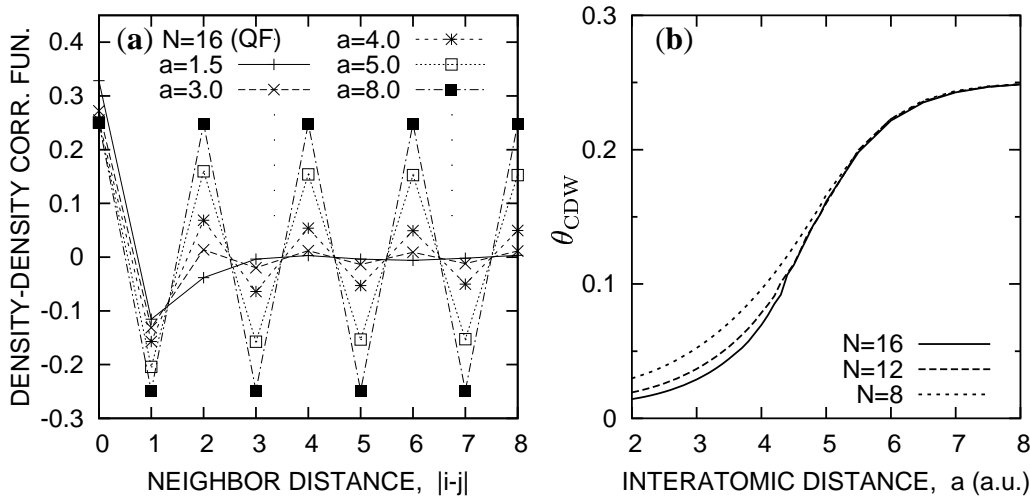 (a) N=16 (QF)
a=1.5
a=3.0
a=4.0
a=5.0
a=8.0
DENSITY-DENSITY CORR. FUN.
0.4
0.3
0.2
0.1
0
-0.1
-0.2
-0.3
0 1 2 3 4 5 6 7 8
NEIGHBOR DISTANCE, |i-j|
(b)
θCDW
0.3
0.2
0.1
0
N=16
N=12
N=8
2 3 4 5 6 7 8
INTERATOMIC DISTANCE, a (a.u.)